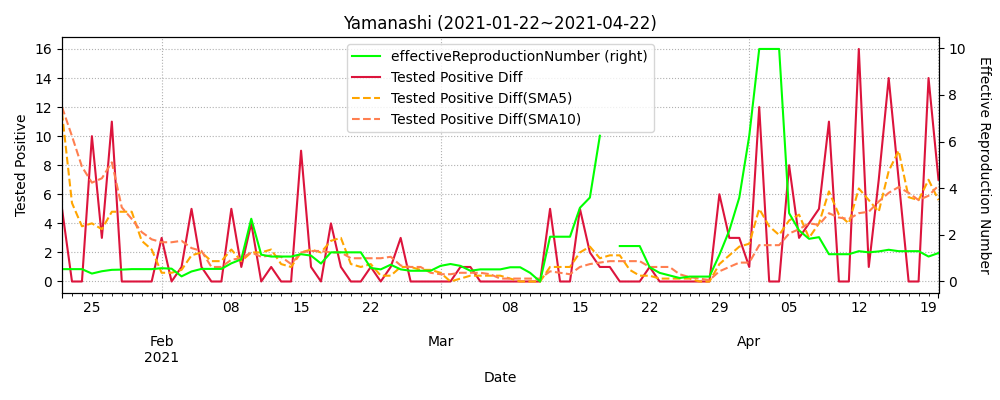 Yamanashi (2021-01-22~2021-04-22)
effectiveReproductionNumber (right)
Tested Positive Diff
Tested Positive Diff(SMA5)
Tested Positive Diff(SMA10)
Tested Positive
16
14
12
10
8
6
4
2
0
10
8
6
4
2
0
Effective Reproduction Number
25 08 15 22 08 15 22 29 05 12 19
Feb Mar Apr
2021
Date